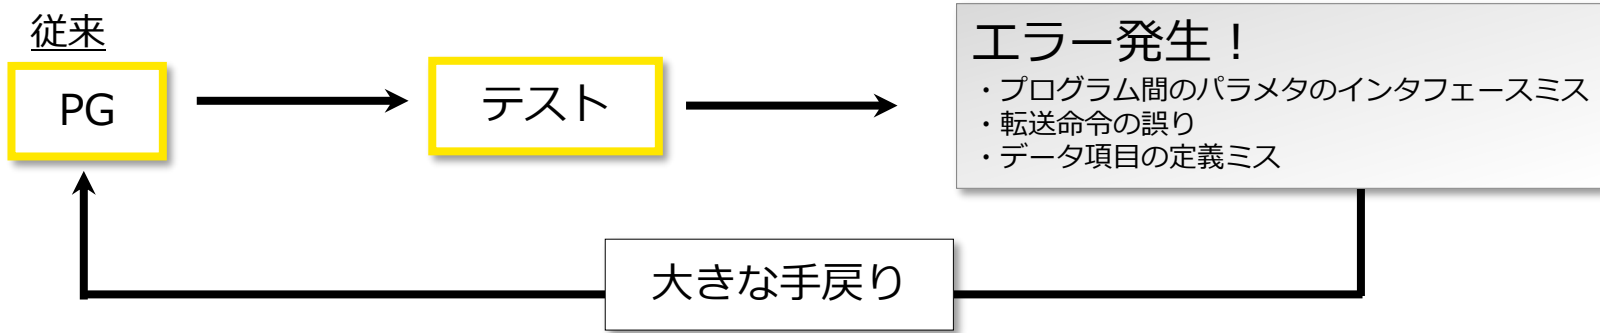 従来
PG
テスト
エラー発生！
・プログラム間のパラメタのインタフェースミス
・転送命令の誤り
・データ項目の定義ミス
大きな手戻り